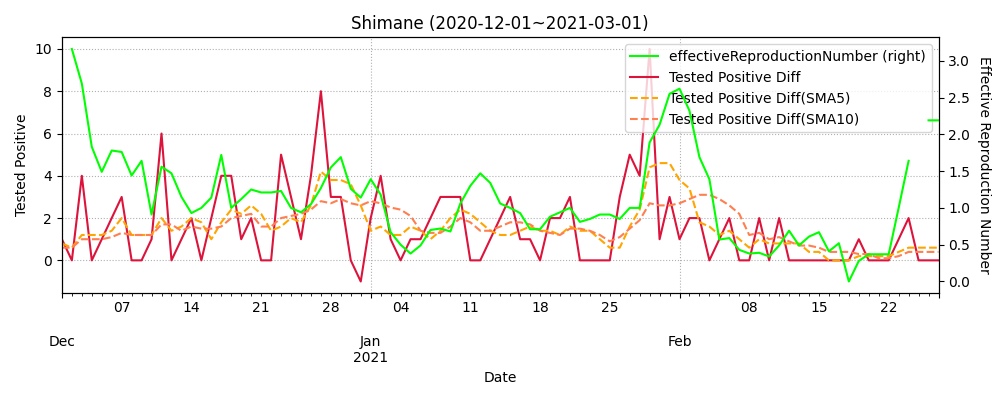 Shimane (2020-12-01~2021-03-01)
effectiveReproductionNumber (right)
Tested Positive Diff
Tested Positive Diff(SMA5)
Tested Positive Diff(SMA10)
Tested Positive
10
8
6
4
2
0
3.0
2.5
2.0
1.5
1.0
0.5
0.0
Effective Reproduction Number
07 14 21 28 04 11 18 25 08 15 22
Dec Jan Feb
2021
Date